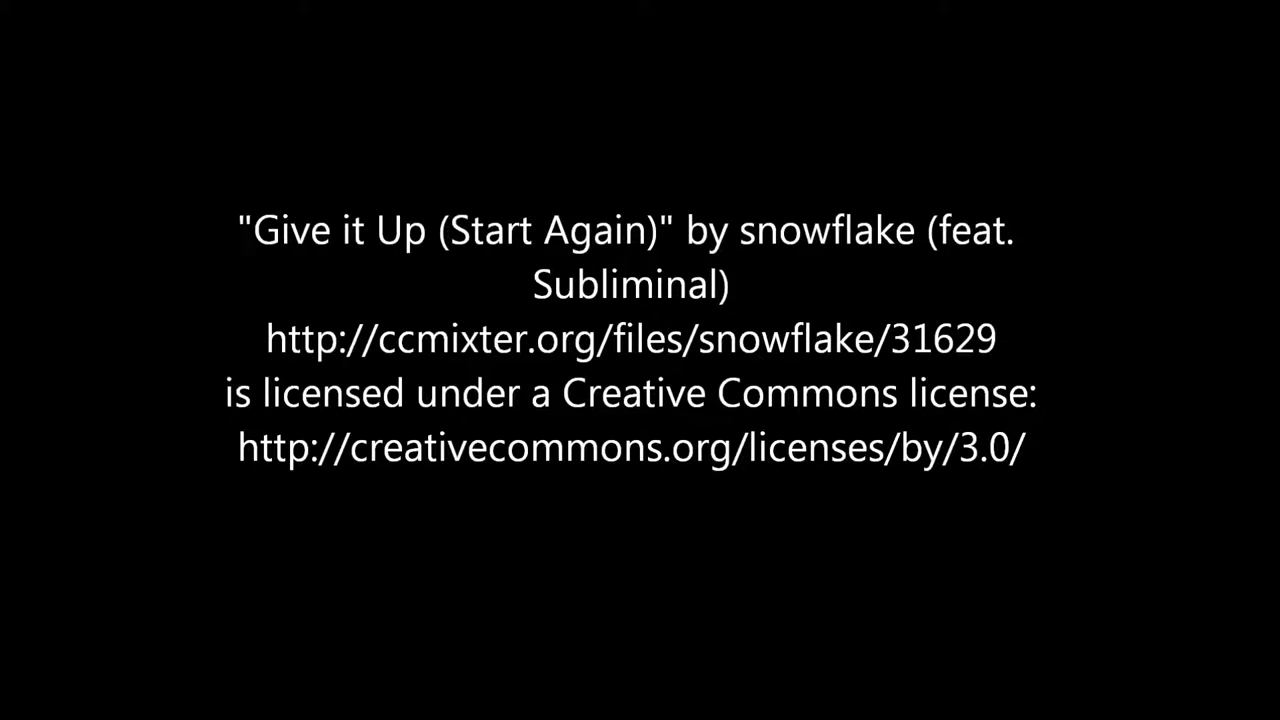 "Give it Up (Start Again)" by snowflake (feat.
Subliminal)
http://ccmixter.org/files/snowflake/31629
is licensed under a Creative Commons license:
http://creativecommons.org/licenses/by/3.0/